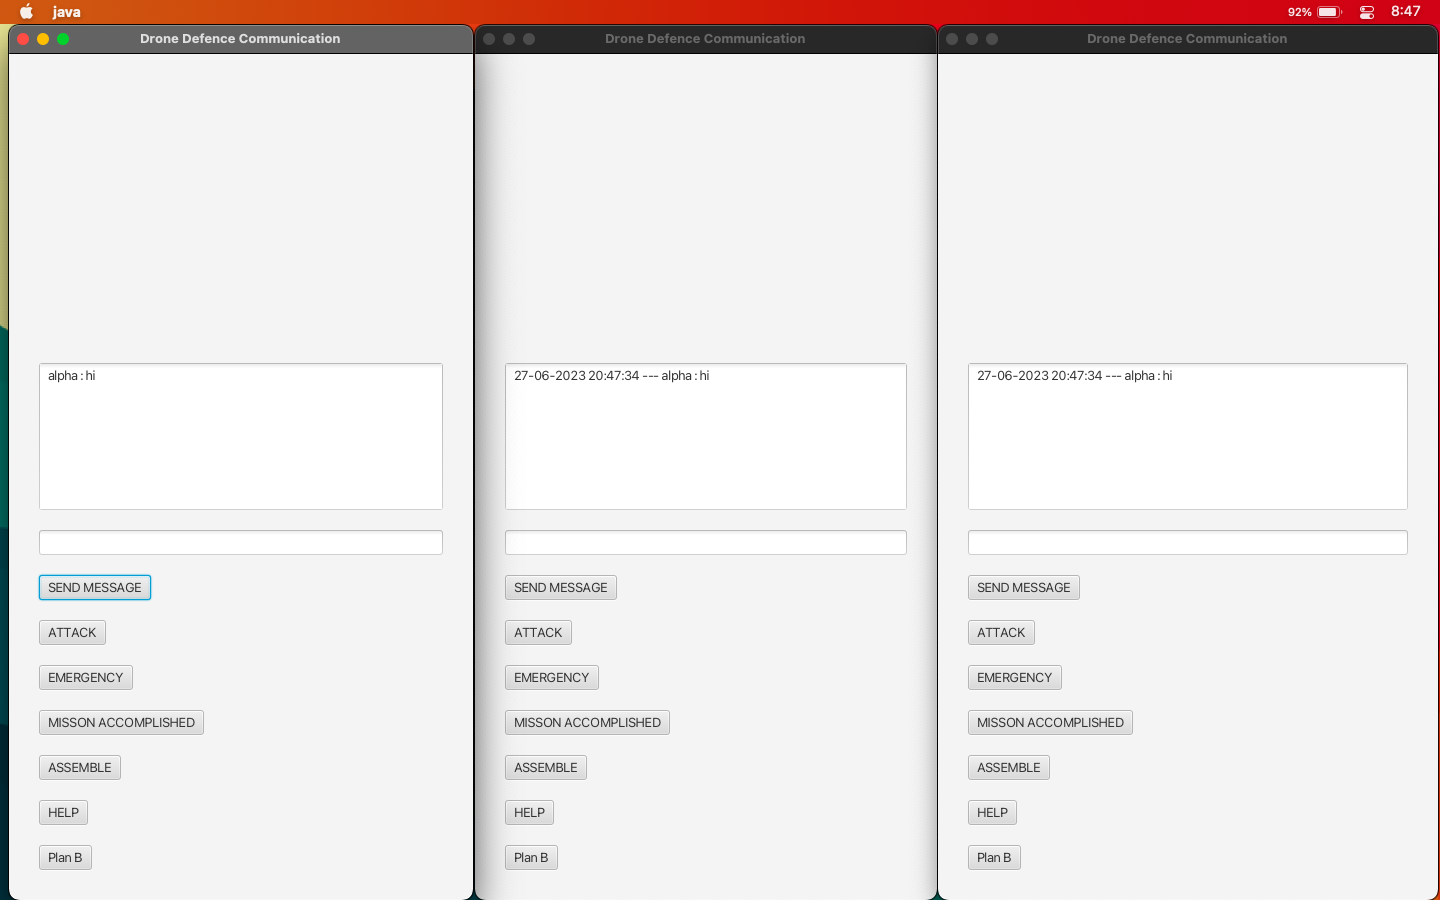 java
92%
8:47
Drone Defence Communication
alpha : hi
SEND MESSAGE
ATTACK
EMERGENCY
MISSON ACCOMPLISHED
ASSEMBLE
HELP
Plan B
Drone Defence Communication
27-06-2023 20:47:34 --- alpha : hi
SEND MESSAGE
ATTACK
EMERGENCY
MISSON ACCOMPLISHED
ASSEMBLE
HELP
Plan B
Drone Defence Communication
27-06-2023 20:47:34 --- alpha : hi
SEND MESSAGE
ATTACK
EMERGENCY
MISSON ACCOMPLISHED
ASSEMBLE
HELP
Plan B